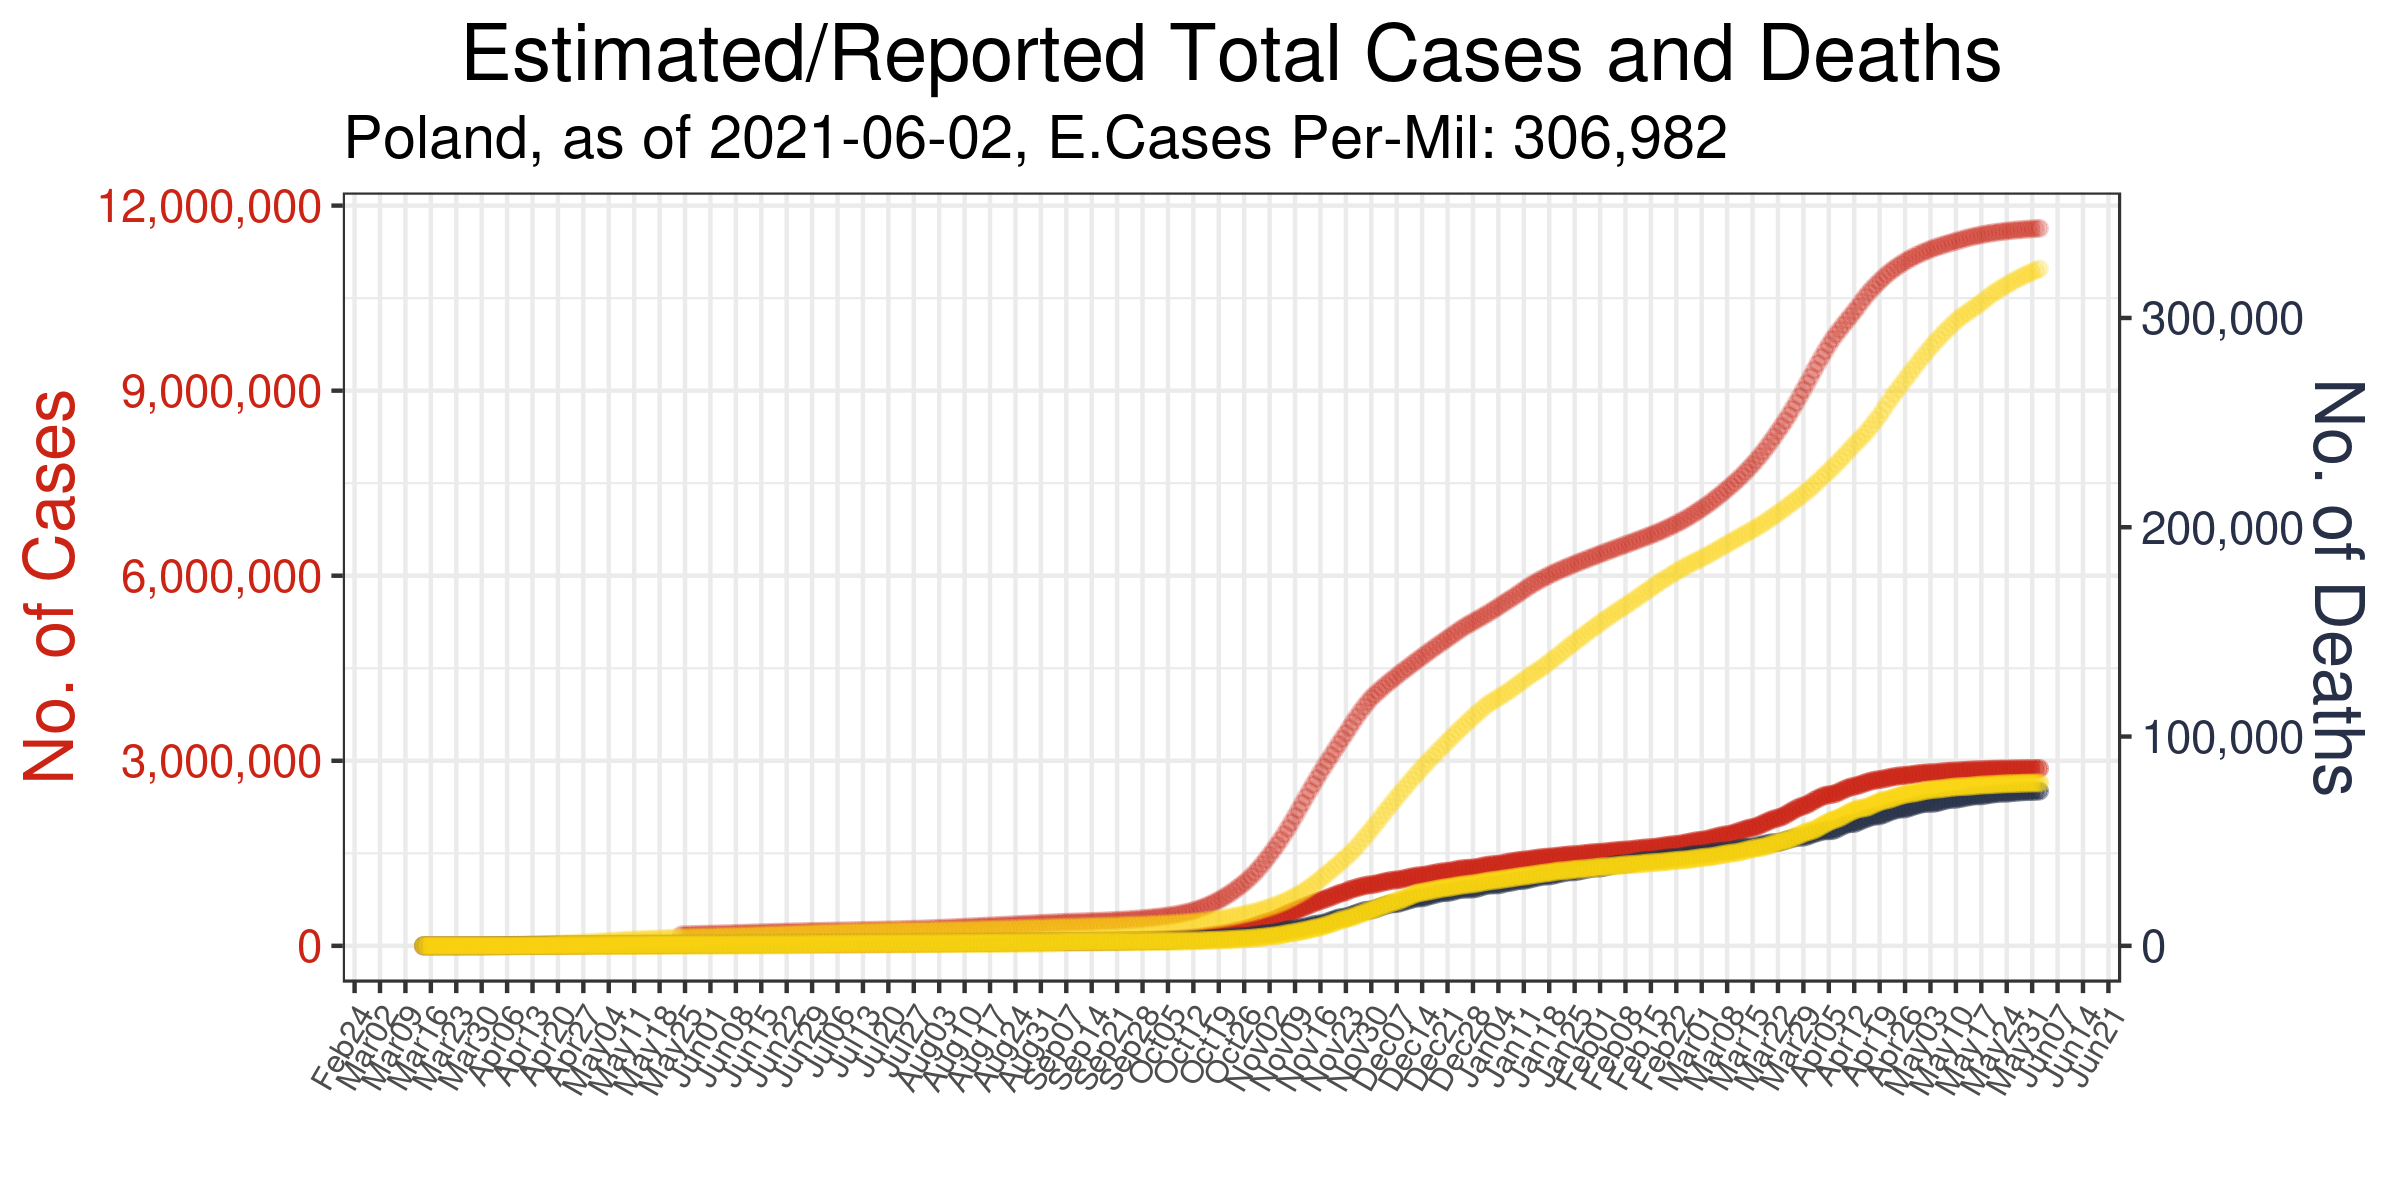 Estimated/Reported Total Cases and Deaths
Poland, as of 2021-06-02, E.Cases Per-Mil: 306,982
No. of Cases
12,000,000
9,000,000
6,000,000
3,000,000
0
300,000
200,000
100,000
0
No. of Deaths
Feb24
Mar02
Mar09
Mar16
Mar23
Mar30
Apr06
Apr13
Apr20
Apr27
May04
May11
May18
May25
Jun01
Jun08
Jun15
Jun22
Jun29
Jul06
Jul13
Jul20
Jul27
Aug03
Aug10
Aug17
Aug24
Aug31
Sep07
Sep14
Sep21
Sep28
Oct05
Oct12
Oct19
Oct26
Nov02
Nov09
Nov16
Nov23
Nov30
Dec07
Dec14
Dec21
Dec28
Jan04
Jan11
Jan18
Jan25
Feb01
Feb08
Feb15
Feb22
Mar01
Mar08
Mar15
Mar22
Mar29
Apr05
Apr12
Apr19
Apr26
May03
May10
May17
May24
May31
Jun07
Jun14
Jun21